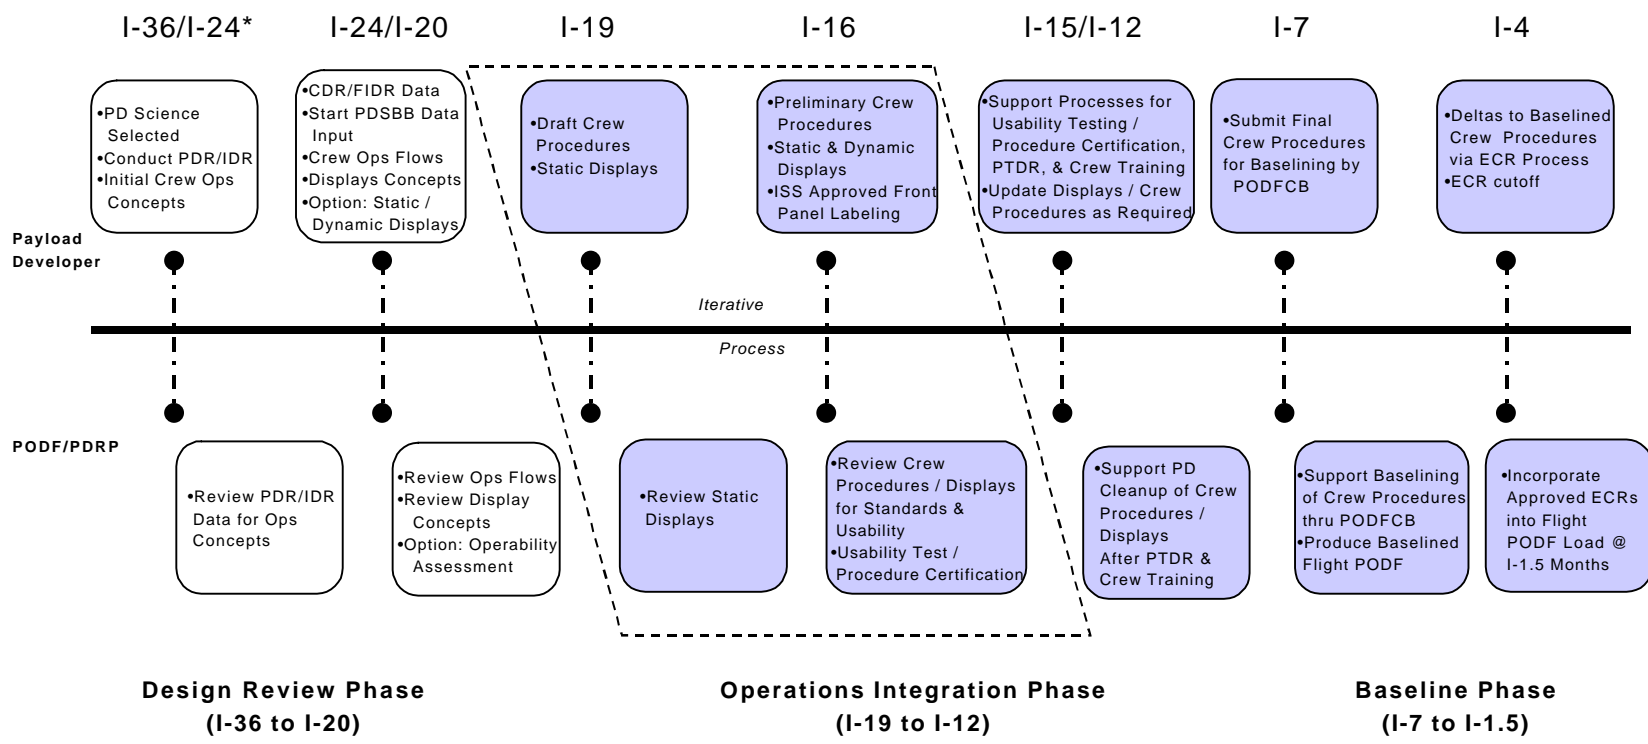 I-36/I-24*
I-24/I-20
I-19
I-16
I-15/I-12
I-7
I-4
•PD Science
Selected
•Conduct PDR/IDR
•Initial Crew Ops
Concepts
•CDR/FIDR Data
•Start PDSBB Data
Input
•Crew Ops Flows
•Displays Concepts
•Option: Static /
Dynamic Displays
•Draft Crew
Procedures
•Static Displays
•Preliminary Crew
Procedures
•Static & Dynamic
Displays
•ISS Approved Front
Panel Labeling
•Support Processes for
Usability Testing /
Procedure Certification,
PTDR, & Crew Training
•Update Displays / Crew
Procedures as Required
•Submit Final
Crew Procedures
for Baselining by
PODFCB
•Deltas to Baselined
Crew Procedures
via ECR Process
•ECR cutoff
Payload
Developer
Iterative
Process
PODF/PDRP
•Review PDR/IDR
Data for Ops
Concepts
•Review Ops Flows
•Review Display
Concepts
•Option: Operability
Assessment
•Review Static
Displays
•Review Crew
Procedures / Displays
for Standards &
Usability
•Usability Test /
Procedure Certification
•Support PD
Cleanup of Crew
Procedures /
Displays
After PTDR &
Crew Training
•Support Baselining
of Crew Procedures
thru PODFCB
•Produce Baselined
Flight PODF
•Incorporate
Approved ECRs
into Flight
PODF Load @
I-1.5 Months
Design Review Phase
(I-36 to I-20)
Operations Integration Phase
(I-19 to I-12)
Baseline Phase
(I-7 to I-1.5)